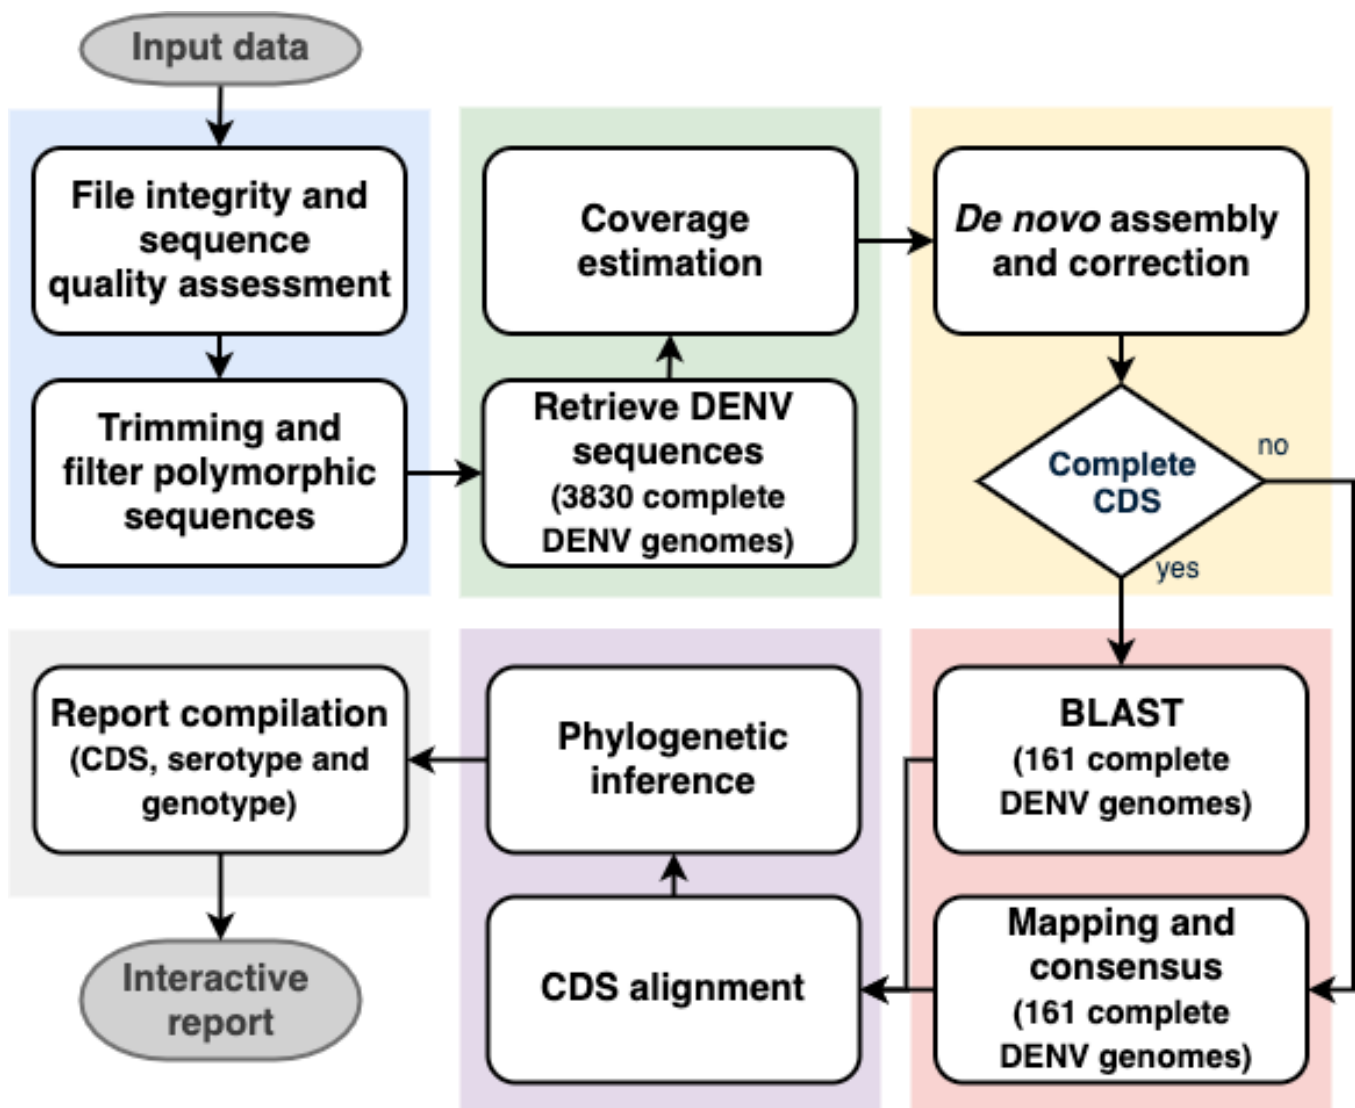 Input data
File integrity and
sequence
quality assessment
Trimming and
filter polymorphic
sequences
Retrieve DENV
sequences
(3830 complete
DENV genomes)
Coverage
estimation
De novo assembly
and correction
Complete
CDS
no
yes
BLAST
(161 complete
DENV genomes)
Mapping and
consensus
(161 complete
DENV genomes)
CDS alignment
Phylogenetic
inference
Report compilation
(CDS, serotype and
genotype)
Interactive
report